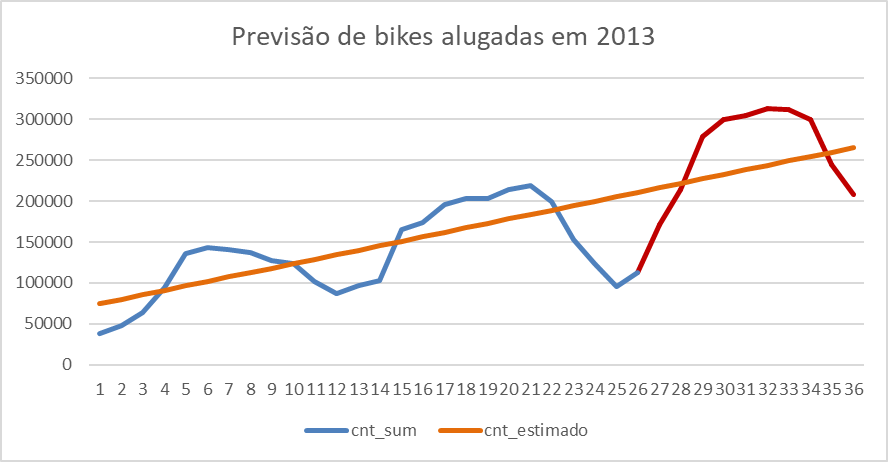 Previsão de bikes alugadas em 2013
350000
300000
250000
200000
150000
100000
50000
0
1 2 3 4 5 6 7 8 9 10 11 12 13 14 15 16 17 18 19 20 21 22 23 24 25 26 27 28 29 30 31 32 33 34 35 36
cnt_sum cnt_estimado